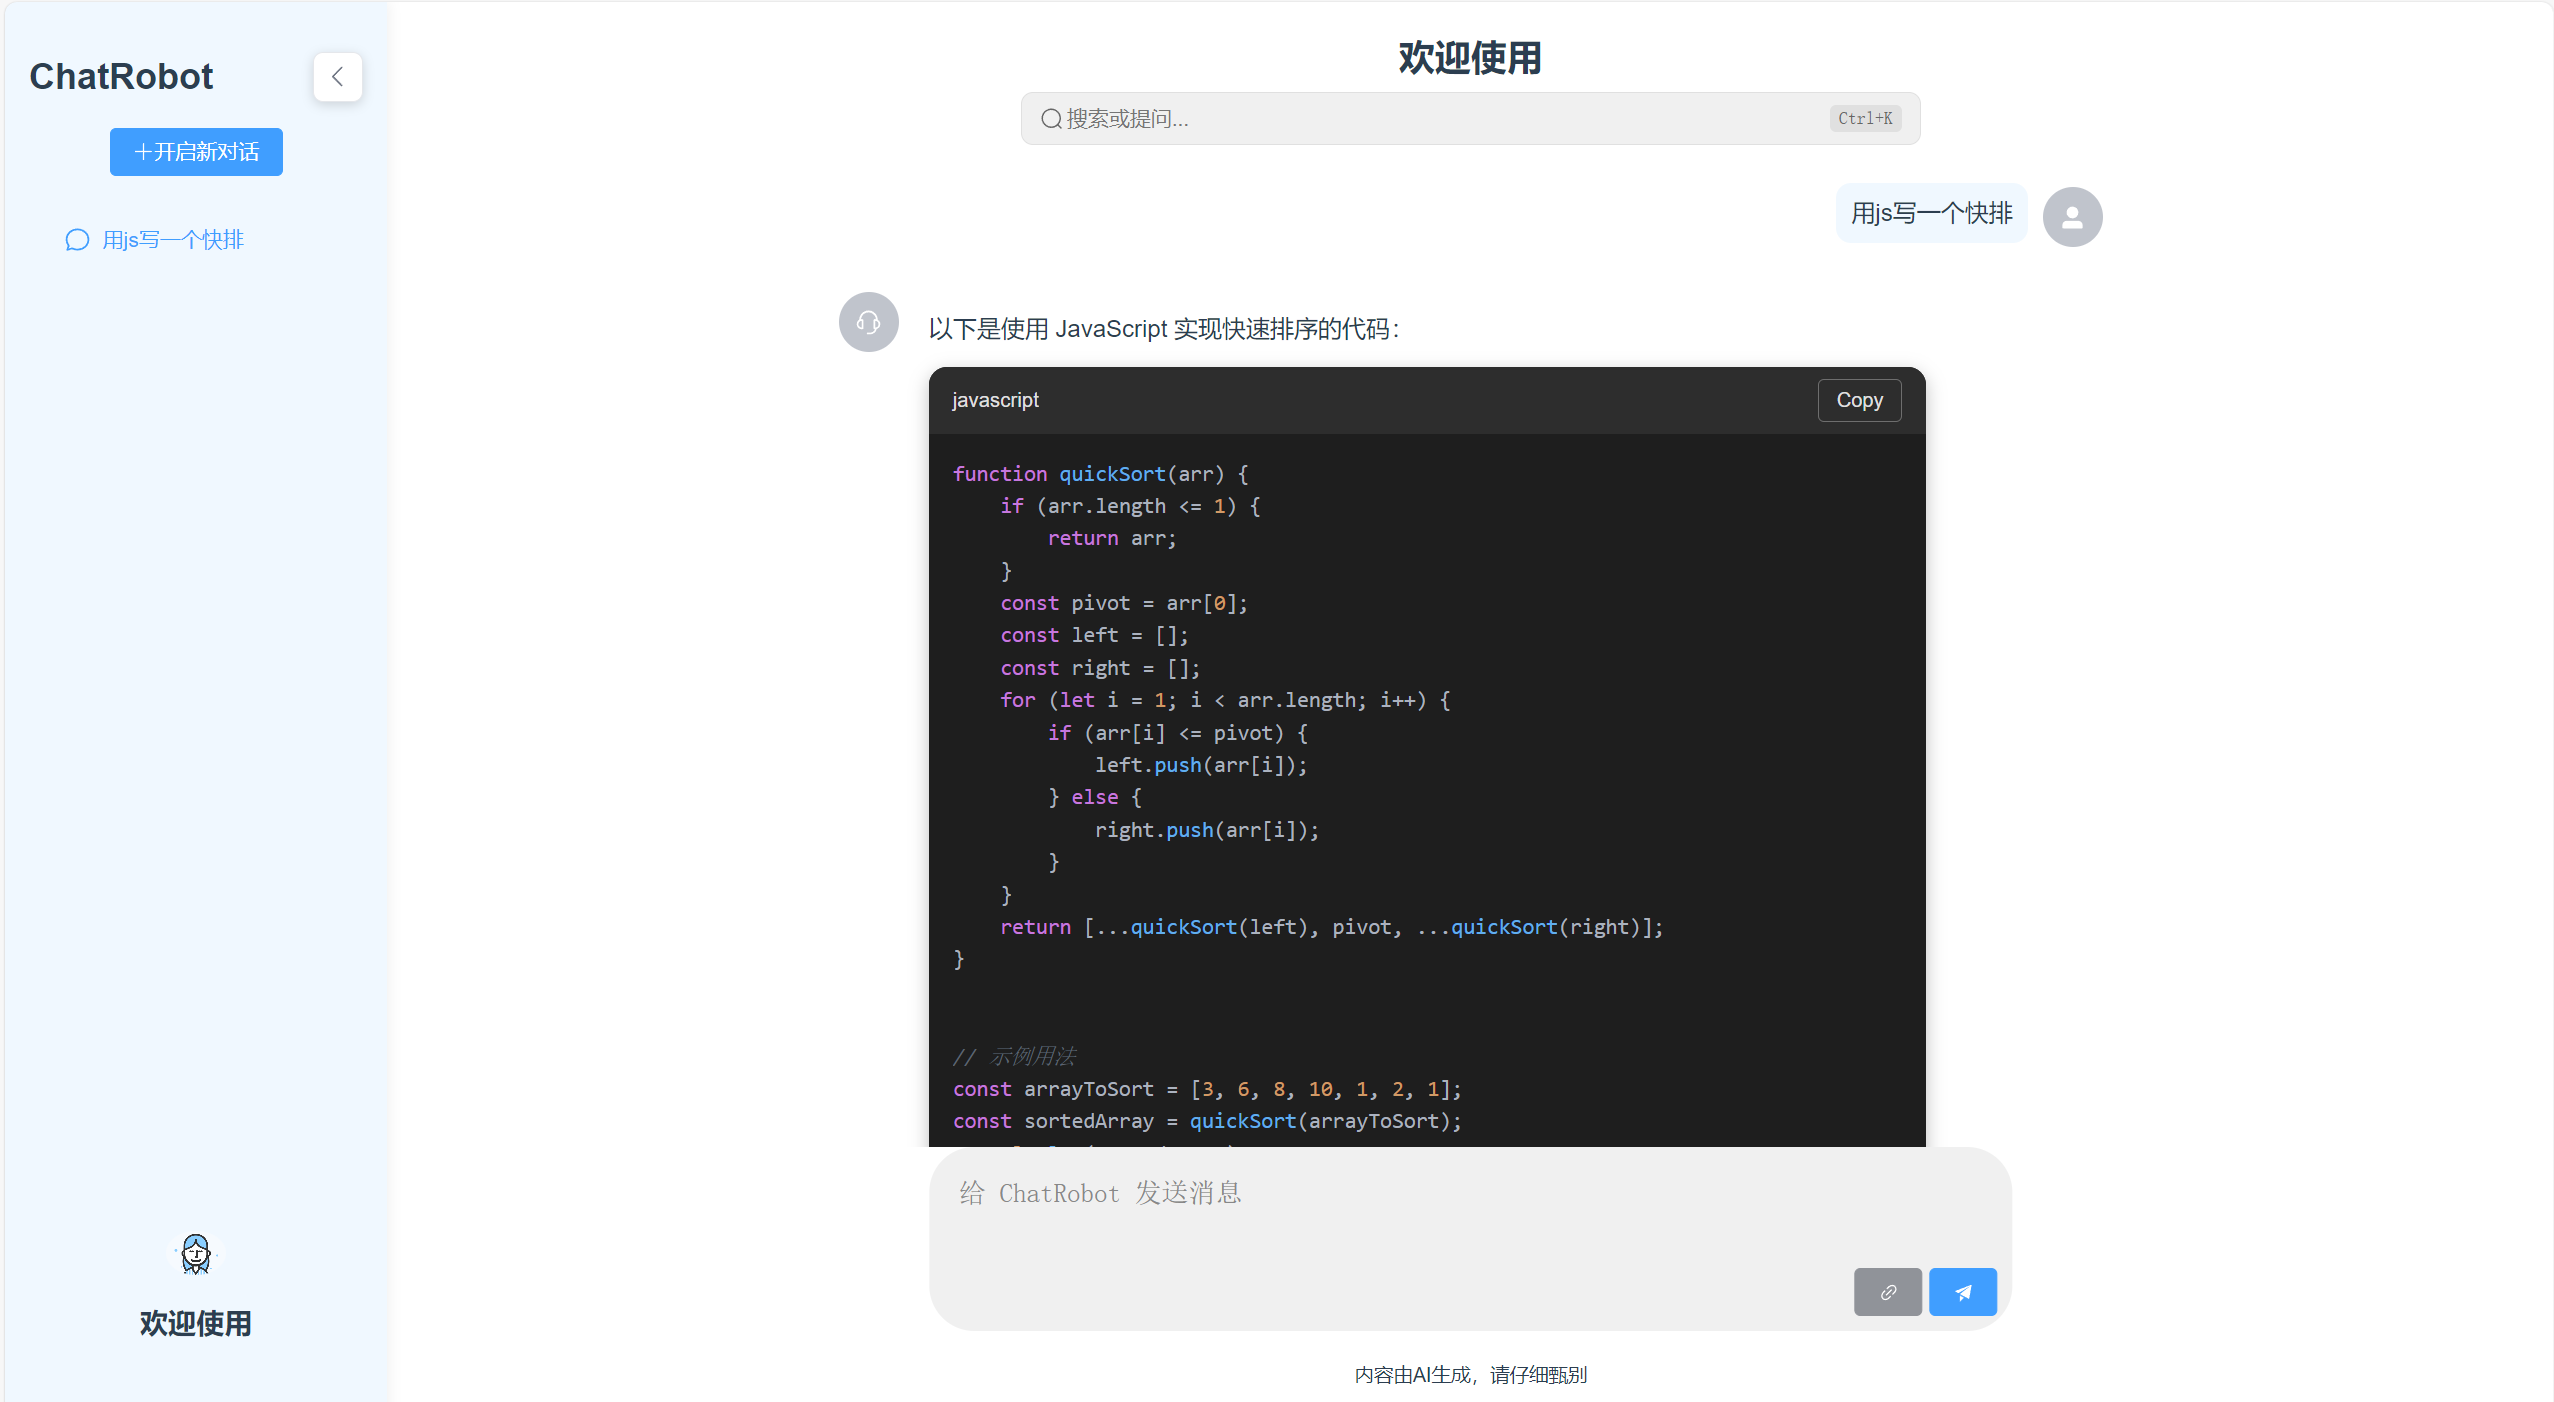 ChatRobot
+开启新对话
用js写一个快排
欢迎使用
欢迎使用
搜索或提问...
Ctrl+K
用js写一个快排
以下是使用 JavaScript 实现快速排序的代码：
javascript
Copy
function quickSort(arr) {
    if (arr.length <= 1) {
        return arr;
    }
    const pivot = arr[0];
    const left = [];
    const right = [];
    for (let i = 1; i < arr.length; i++) {
        if (arr[i] <= pivot) {
            left.push(arr[i]);
        } else {
            right.push(arr[i]);
        }
    }
    return [...quickSort(left), pivot, ...quickSort(right)];
}
// 示例用法
const arrayToSort = [3, 6, 8, 10, 1, 2, 1];
const sortedArray = quickSort(arrayToSort);
给 ChatRobot 发送消息
内容由AI生成，请仔细甄别